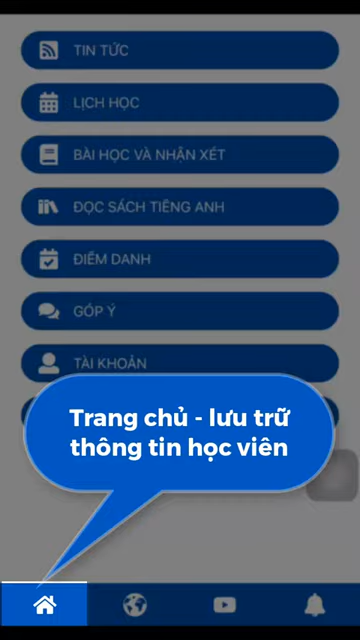 TIN TỨC
LỊCH HỌC
BÀI HỌC VÀ NHẬN XÉT
ĐỌC SÁCH TIẾNG ANH
ĐIỂM DANH
GÓP Ý
TÀI KHOẢN
Trang chủ - lưu trữ
thông tin học viên